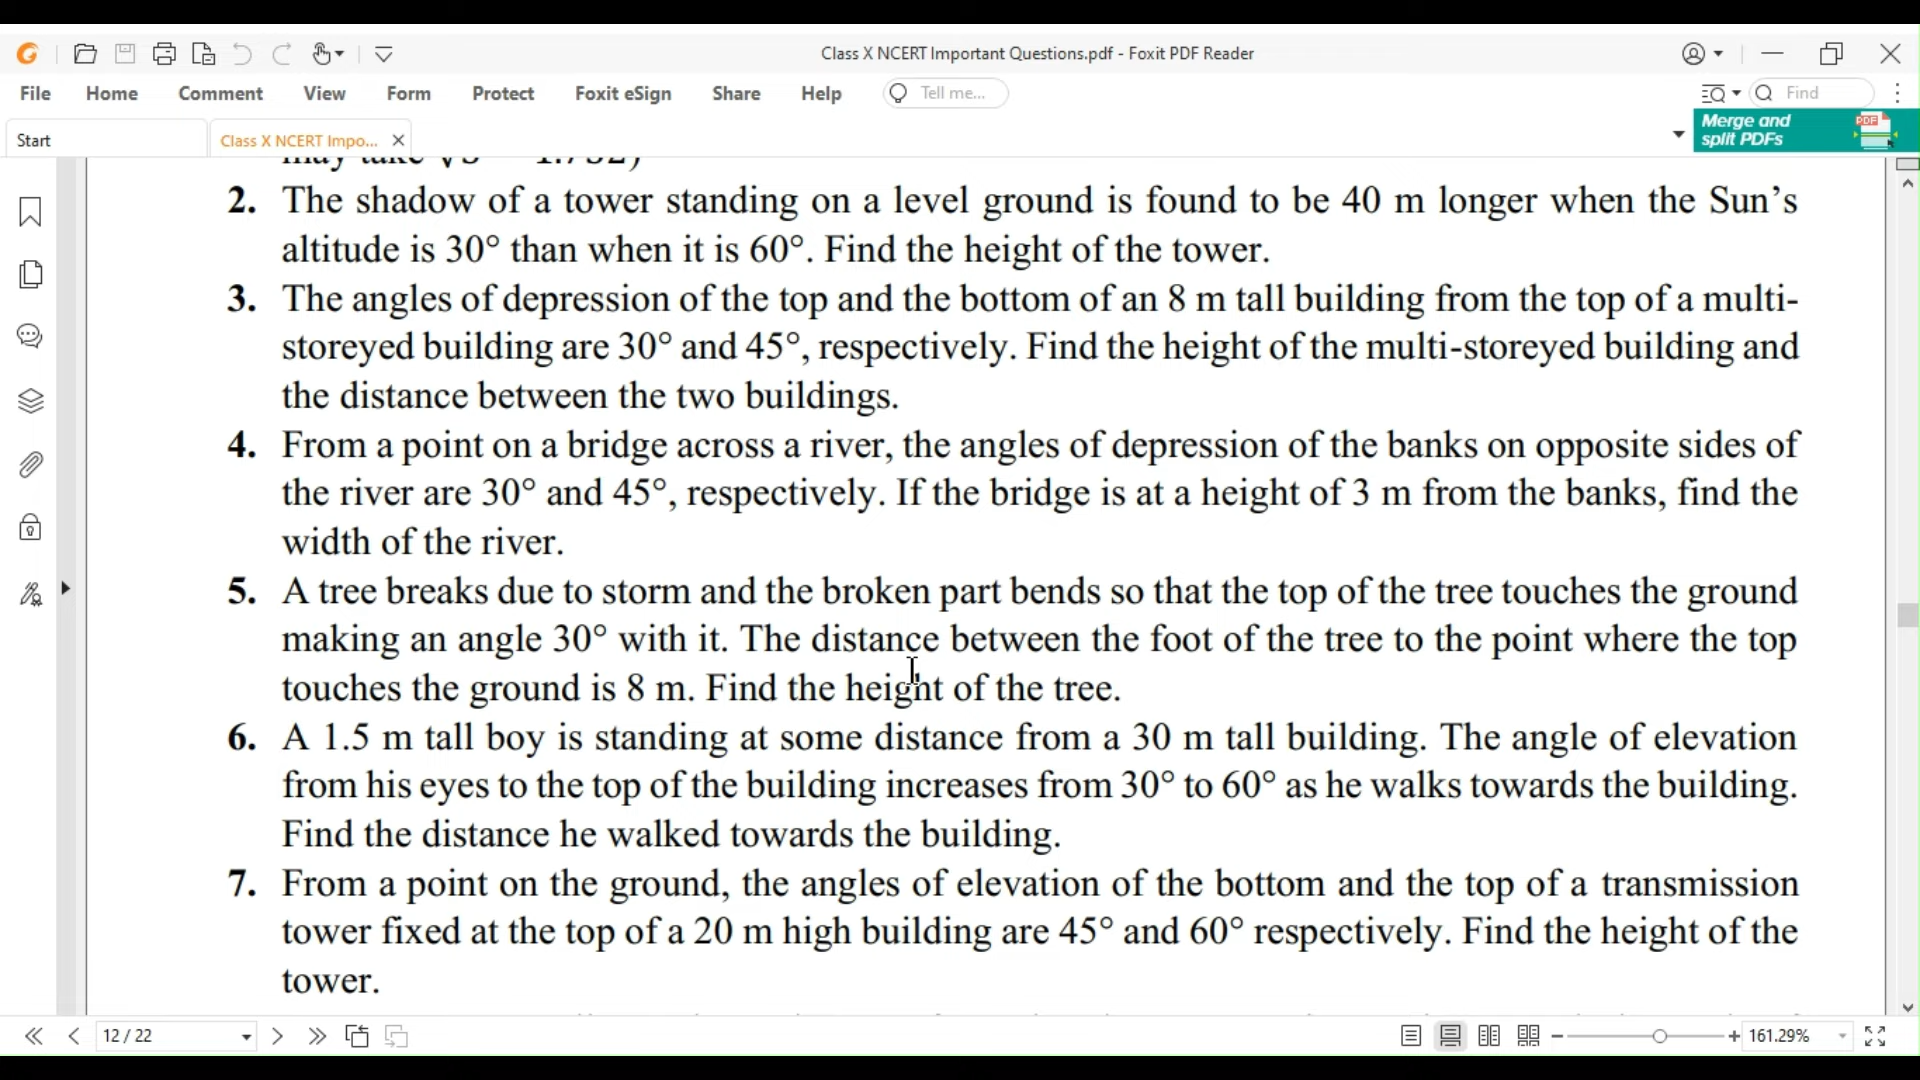 Class X NCERT Important Questions.pdf - Foxit PDF Reader
File Home Comment View Form Protect Foxit eSign Share Help Tell me... Find
Merge and
split PDFs
PDF
Start Class X NCERT Impo...
2. The shadow of a tower standing on a level ground is found to be 40 m longer when the Sun's
altitude is 30° than when it is 60°. Find the height of the tower.
3. The angles of depression of the top and the bottom of an 8 m tall building from the top of a multi-
storeyed building are 30° and 45°, respectively. Find the height of the multi-storeyed building and
the distance between the two buildings.
4. From a point on a bridge across a river, the angles of depression of the banks on opposite sides of
the river are 30° and 45°, respectively. If the bridge is at a height of 3 m from the banks, find the
width of the river.
5. A tree breaks due to storm and the broken part bends so that the top of the tree touches the ground
making an angle 30° with it. The distance between the foot of the tree to the point where the top
touches the ground is 8 m. Find the height of the tree.
6. A 1.5 m tall boy is standing at some distance from a 30 m tall building. The angle of elevation
from his eyes to the top of the building increases from 30° to 60° as he walks towards the building.
Find the distance he walked towards the building.
7. From a point on the ground, the angles of elevation of the bottom and the top of a transmission
tower fixed at the top of a 20 m high building are 45° and 60° respectively. Find the height of the
tower.
12 / 22 161.29%